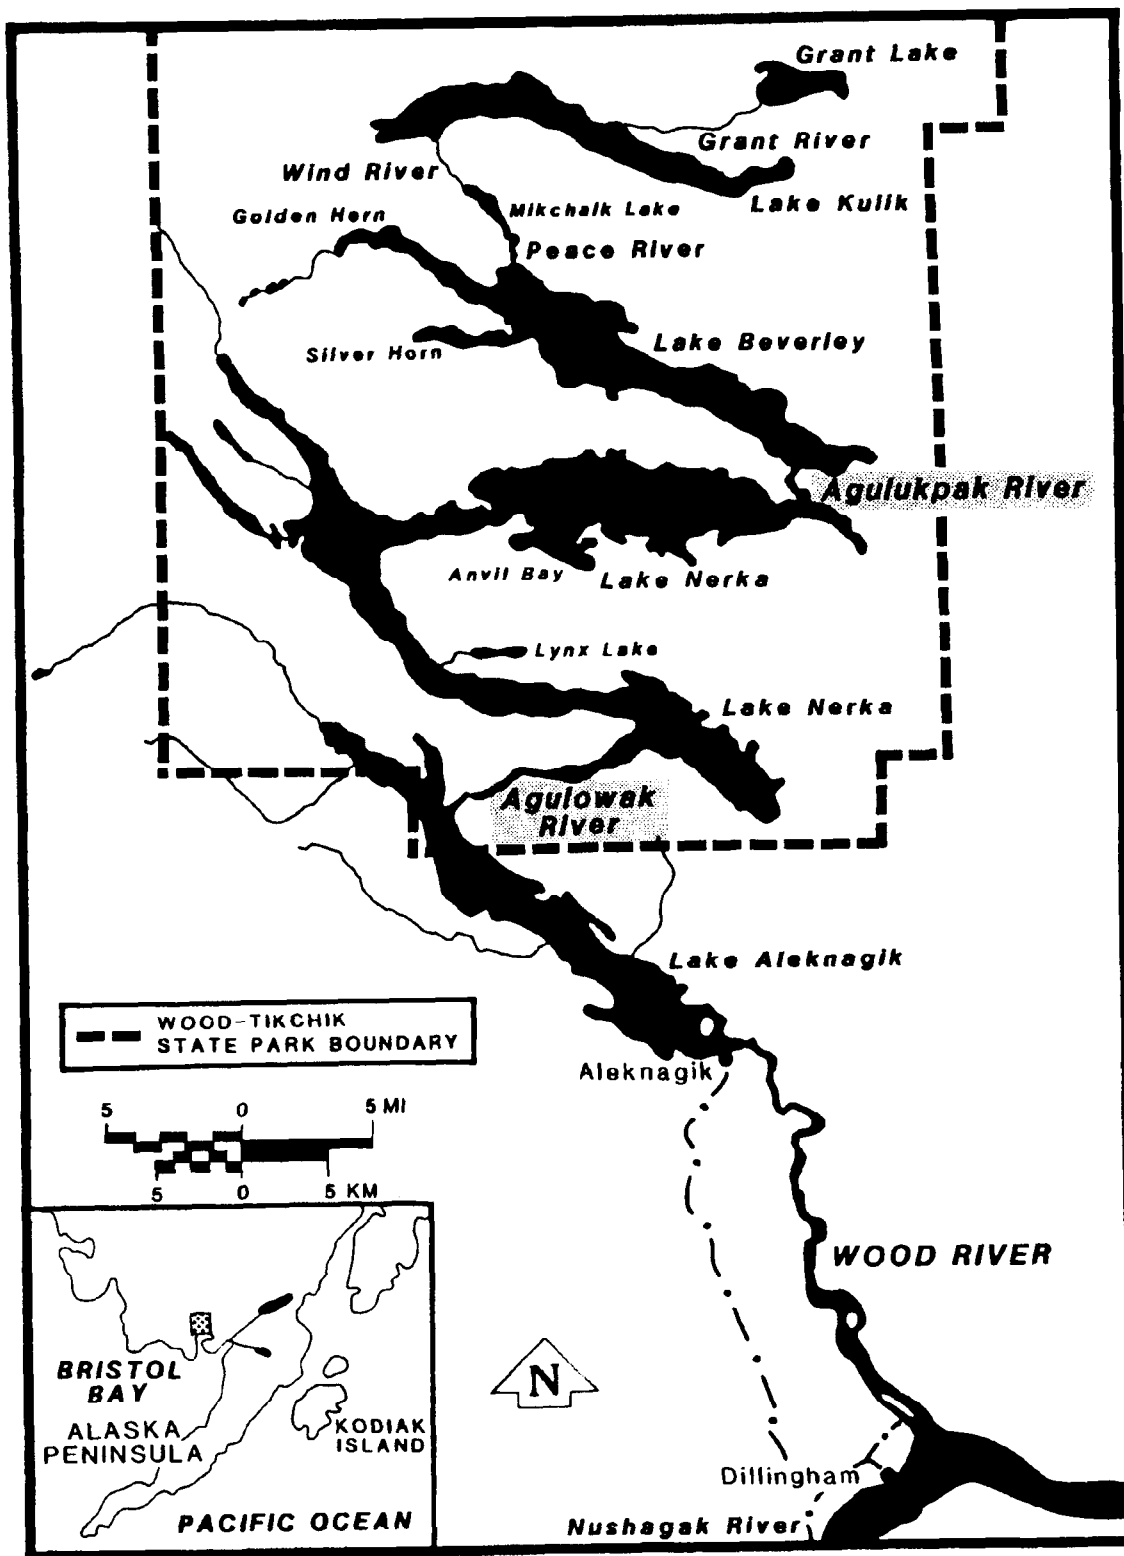 Grant Lake
Grant River
Wind River
Lake Kulik
Mikchalk Lake
Golden Horn
Peace River
Lake Beverley
Silver Horn
Agulukpak River
Anvil Bay
Lake Nerka
Lynx Lake
Lake Nerka
Agulowak
River
Lake Aleknagik
WOOD-TIKCHIK
STATE PARK BOUNDARY
Aleknagik
5 0 5 MI
5 0 5 KM
WOOD RIVER
N
BRISTOL
BAY
ALASKA
PENINSULA
KODIAK
ISLAND
PACIFIC OCEAN
Dillingham
Nushagak River